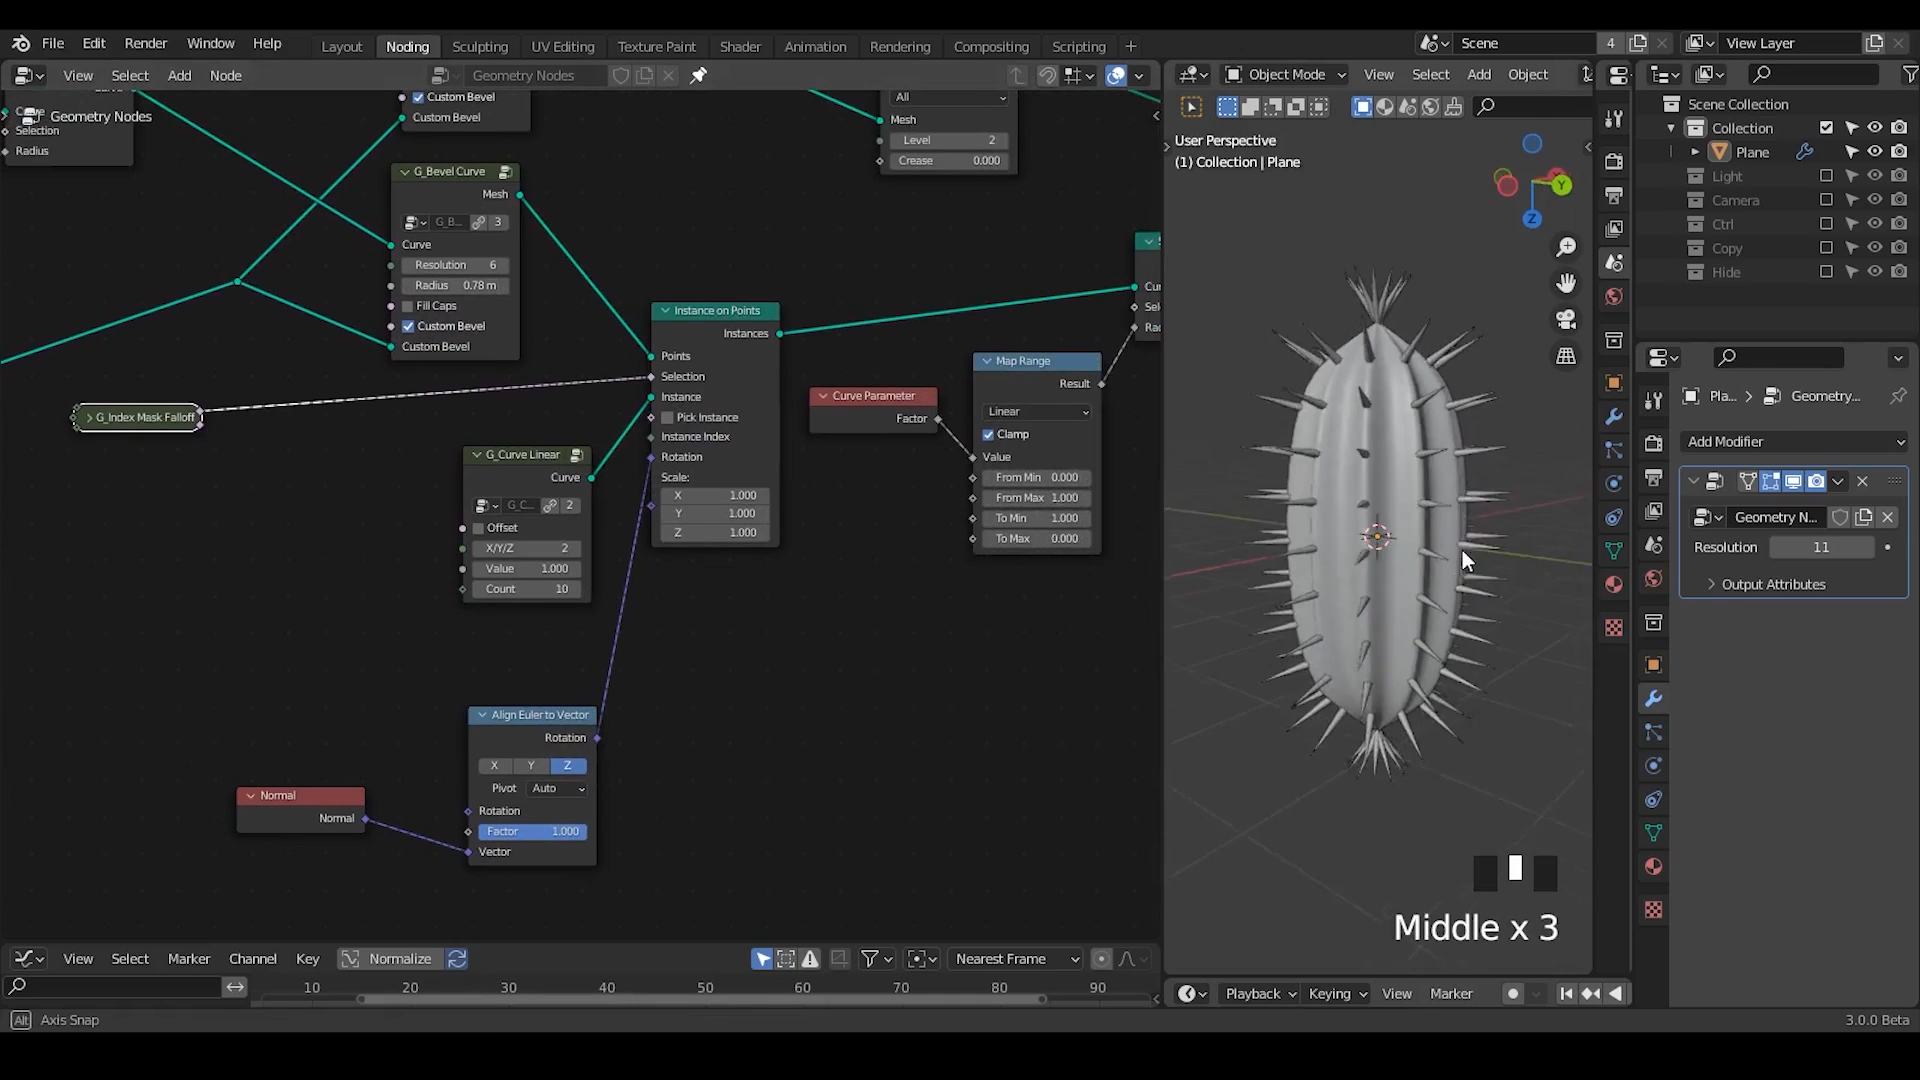 File Edit Render Window Help Layout Noding Sculpting UV Editing Texture Paint Shader Animation Rendering Compositing Scripting + Scene 4 View Layer
View Select Add Node Geometry Nodes Object Mode View Select Add Object
Geometry Nodes
Selection
Radius
Custom Bevel
Custom Bevel
All
Mesh
Level 2
Crease 0.000
G_Bevel Curve
Mesh
G_B... 3
Curve
Resolution 6
Radius 0.78 m
Fill Caps
Custom Bevel
Custom Bevel
Instance on Points
Instances
Points
Selection
Instance
Pick Instance
Instance Index
Rotation
Scale:
X 1.000
Y 1.000
Z 1.000
G_Index Mask Falloff
G_Curve Linear
Curve
G_C... 2
Offset
X/Y/Z 2
Value 1.000
Count 10
Curve Parameter
Factor
Map Range
Result
Linear
Clamp
Value
From Min 0.000
From Max 1.000
To Min 1.000
To Max 0.000
Align Euler to Vector
Rotation
X Y Z
Pivot Auto
Rotation
Factor 1.000
Vector
Normal
Normal
User Perspective
(1) Collection | Plane
Y
Z
Middle x 3
Scene Collection
Collection
Plane
Light
Camera
Ctrl
Copy
Hide
Pla... Geometry...
Add Modifier
Geometry N...
Resolution 11
Output Attributes
View Select Marker Channel Key Normalize Nearest Frame
10 20 30 40 50 60 70 80 90
Playback Keying View Marker
Alt Axis Snap
3.0.0 Beta